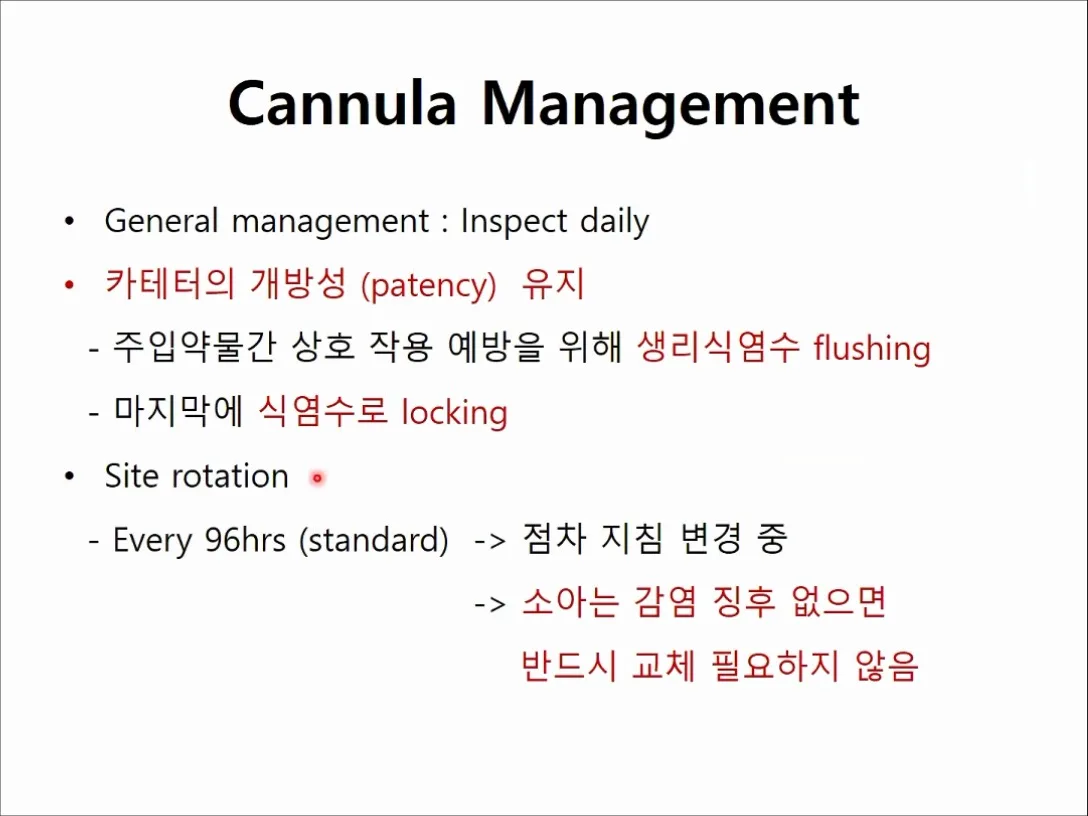 Cannula Management
• General management : Inspect daily
• 카테터의 개방성 (patency) 유지
- 주입약물간 상호 작용 예방을 위해 생리식염수 flushing
- 마지막에 식염수로 locking
• Site rotation
- Every 96hrs (standard) -> 점차 지침 변경 중
-> 소아는 감염 징후 없으면
반드시 교체 필요하지 않음